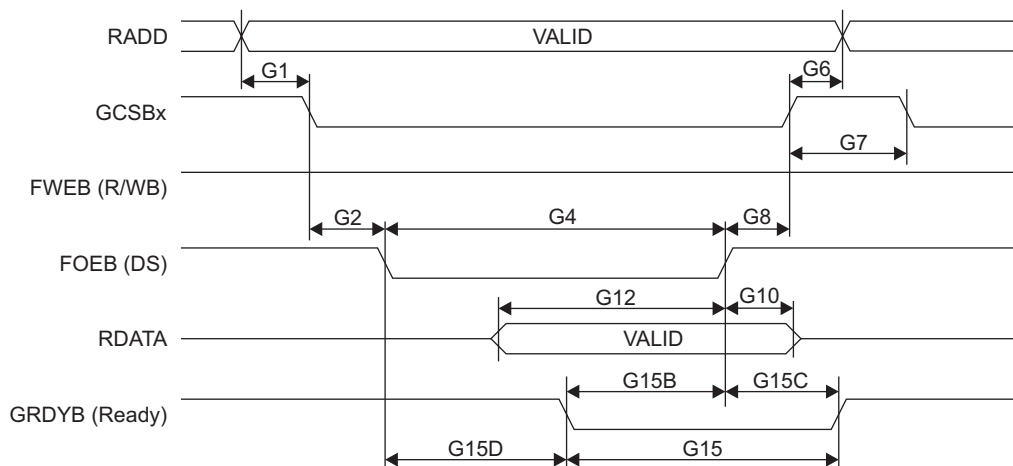 RADD
VALID
G1
G6
GCSBx
G7
FWEB (R/WB)
G2
G4
G8
FOEB (DS)
G12
G10
RDATA
VALID
G15B
G15C
GRDYB (Ready)
G15D
G15